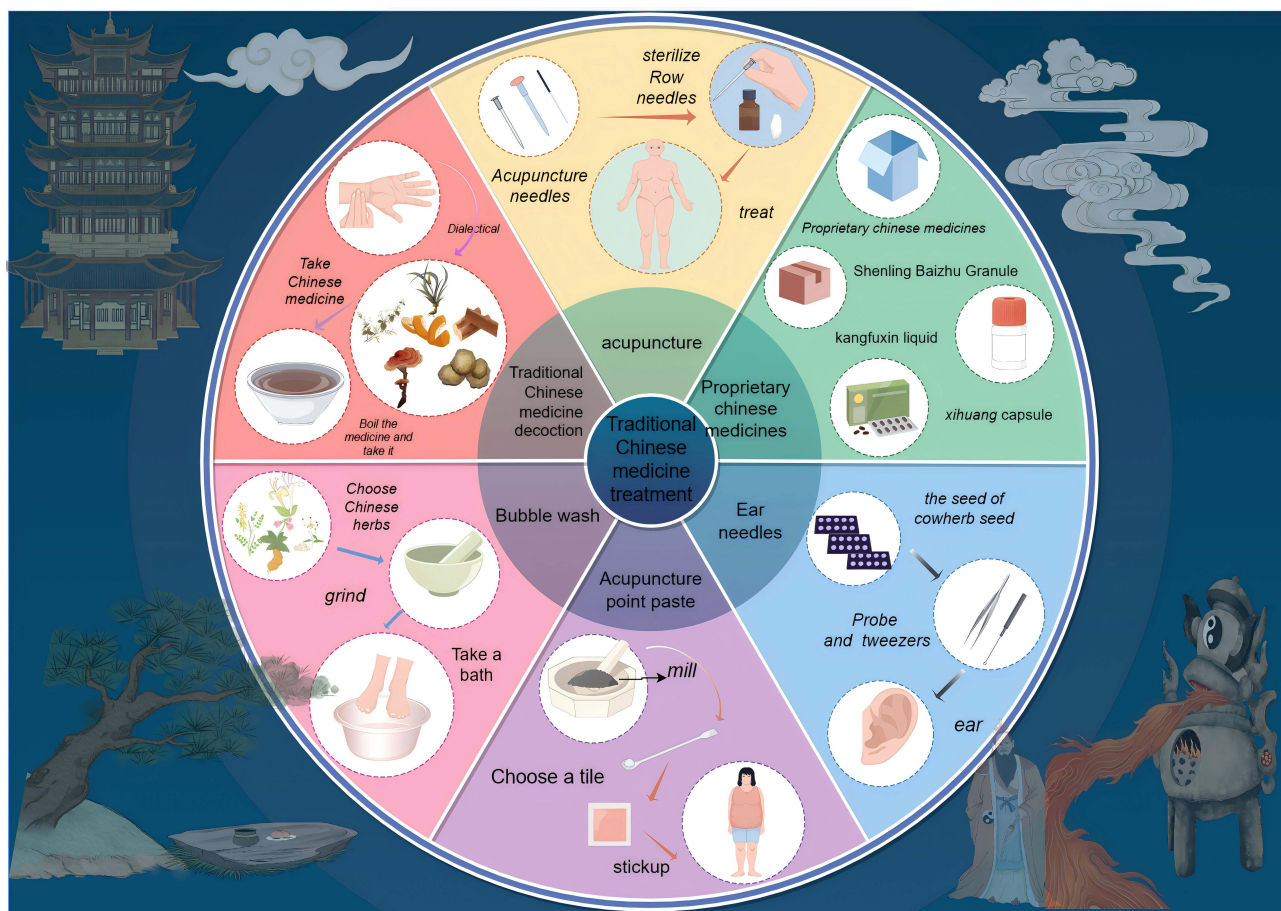 sterilize
Row
needles
Acupuncture
needles
treat
acupuncture
Proprietary chinese medicines
Shenling Baizhu Granule
kangfuxin liquid
xihuang capsule
Proprietary
chinese
medicines
the seed of
cowherb seed
Probe
and tweezers
ear
Ear
needles
mill
Choose a tile
stickup
Acupuncture
point paste
Choose
Chinese
herbs
grind
Take a
bath
Bubble wash
Dialectical
Take
Chinese
medicine
Boil the
medicine and
take it
Traditional
Chinese
medicine
decoction
Traditional
Chinese
medicine
treatment